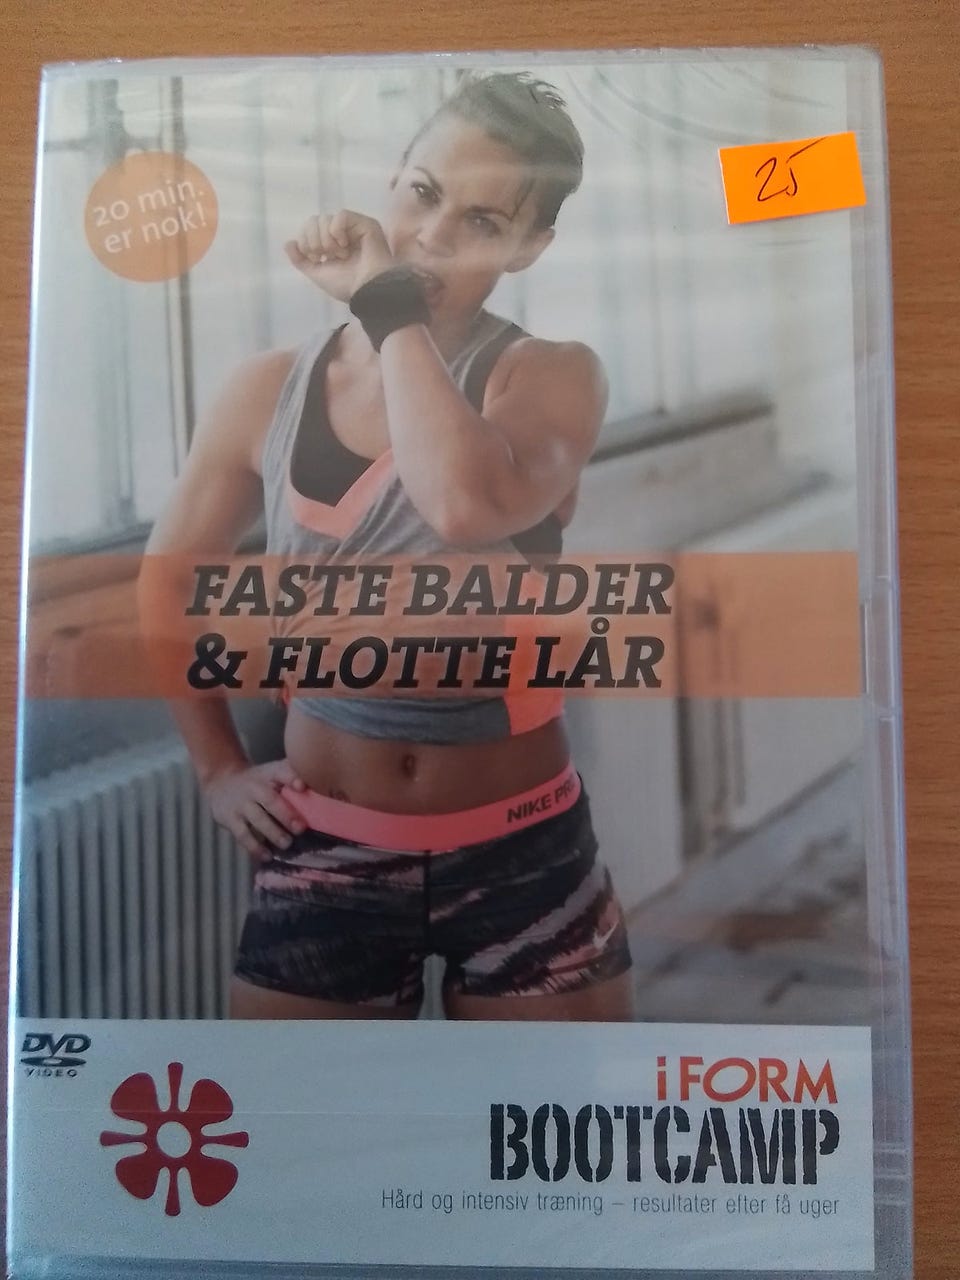 20 min.
er nok!
25
FASTE BALDER
& FLOTTE LÅR
NIKE PR
DVD
VIDEO
i FORM
BOOTCAMP
Hård og intensiv træning – resultater efter få uger